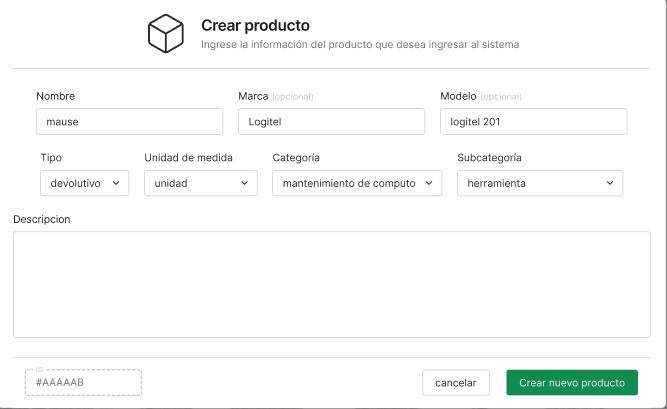 Crear producto
Ingrese la información del producto que desea ingresar al sistema
Nombre Marca (opcional) Modelo (opcional)
mause Logitel logitel 201
Tipo Unidad de medida Categoría Subcategoría
devolutivo unidad mantenimiento de computo herramienta
Descripcion
ID
#AAAAAB cancelar Crear nuevo producto